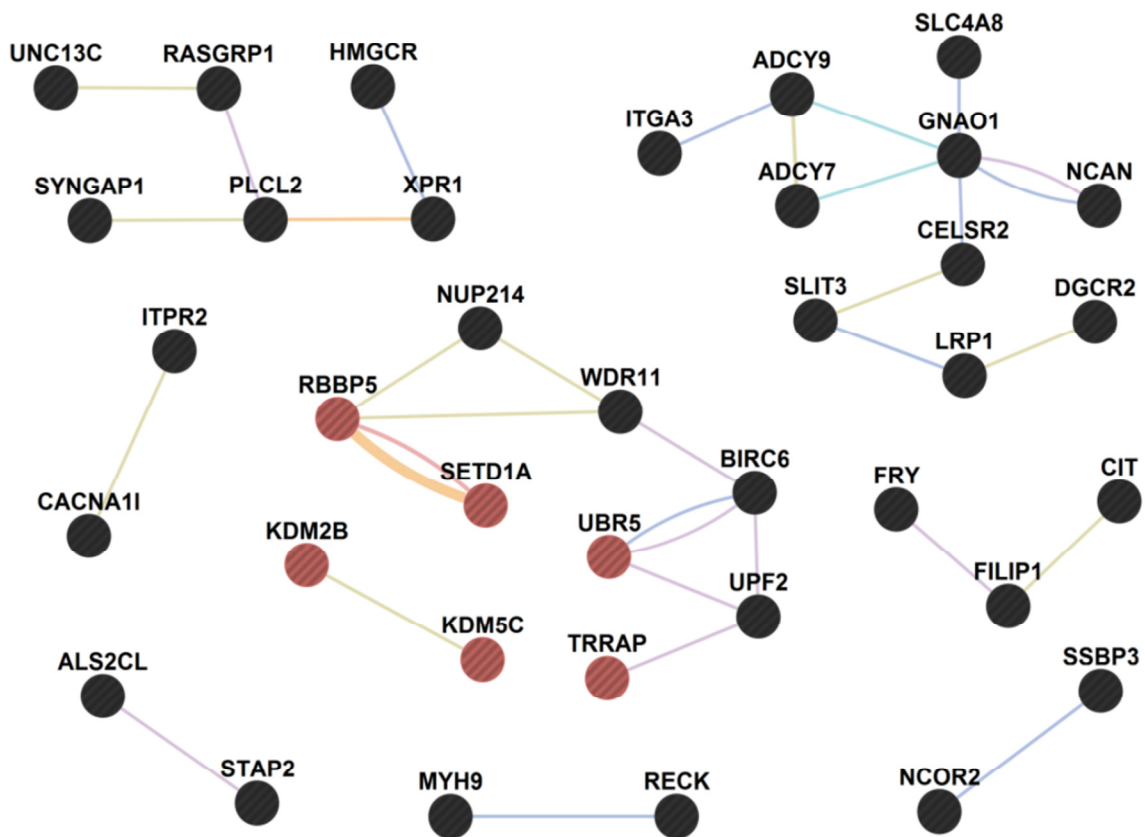 UNC13C
RASGRP1
HMGCR
SYNGAP1
PLCL2
XPR1
SLC4A8
ADCY9
ITGA3
GNAO1
ADCY7
NCAN
CELSR2
SLIT3
DGCR2
LRP1
ITPR2
CACNA1I
NUP214
RBBP5
WDR11
SETD1A
BIRC6
KDM2B
UBR5
UPF2
KDM5C
TRRAP
FRY
CIT
FILIP1
ALS2CL
STAP2
MYH9
RECK
SSBP3
NCOR2